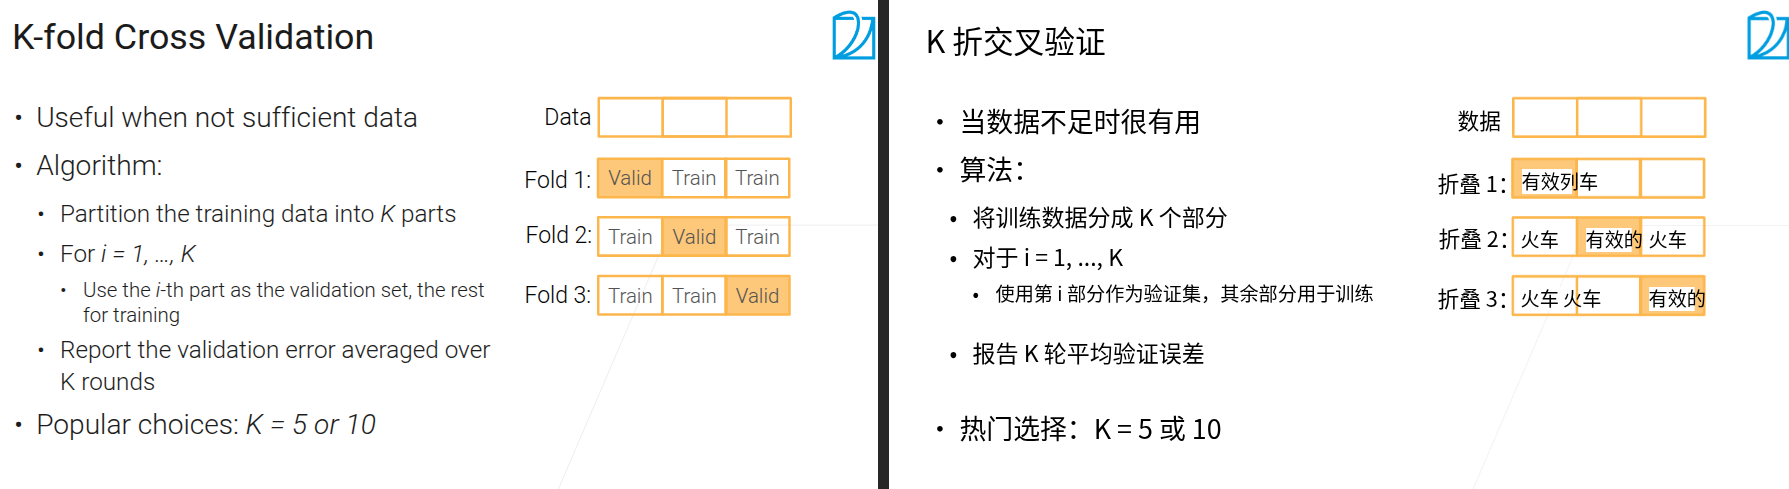 K-fold Cross Validation
• Useful when not sufficient data
• Algorithm:
• Partition the training data into K parts
• For i = 1, ..., K
• Use the i-th part as the validation set, the rest
for training
• Report the validation error averaged over
K rounds
• Popular choices: K = 5 or 10
Data
Fold 1: Valid Train Train
Fold 2: Train Valid Train
Fold 3: Train Train Valid
K 折交叉验证
• 当数据不足时很有用
• 算法：
• 将训练数据分成 K 个部分
• 对于 i = 1, ..., K
• 使用第 i 部分作为验证集，其余部分用于训练
• 报告 K 轮平均验证误差
• 热门选择：K = 5 或 10
数据
折叠 1： 有效列车
折叠 2： 火车 有效的 火车
折叠 3： 火车 火车 有效的